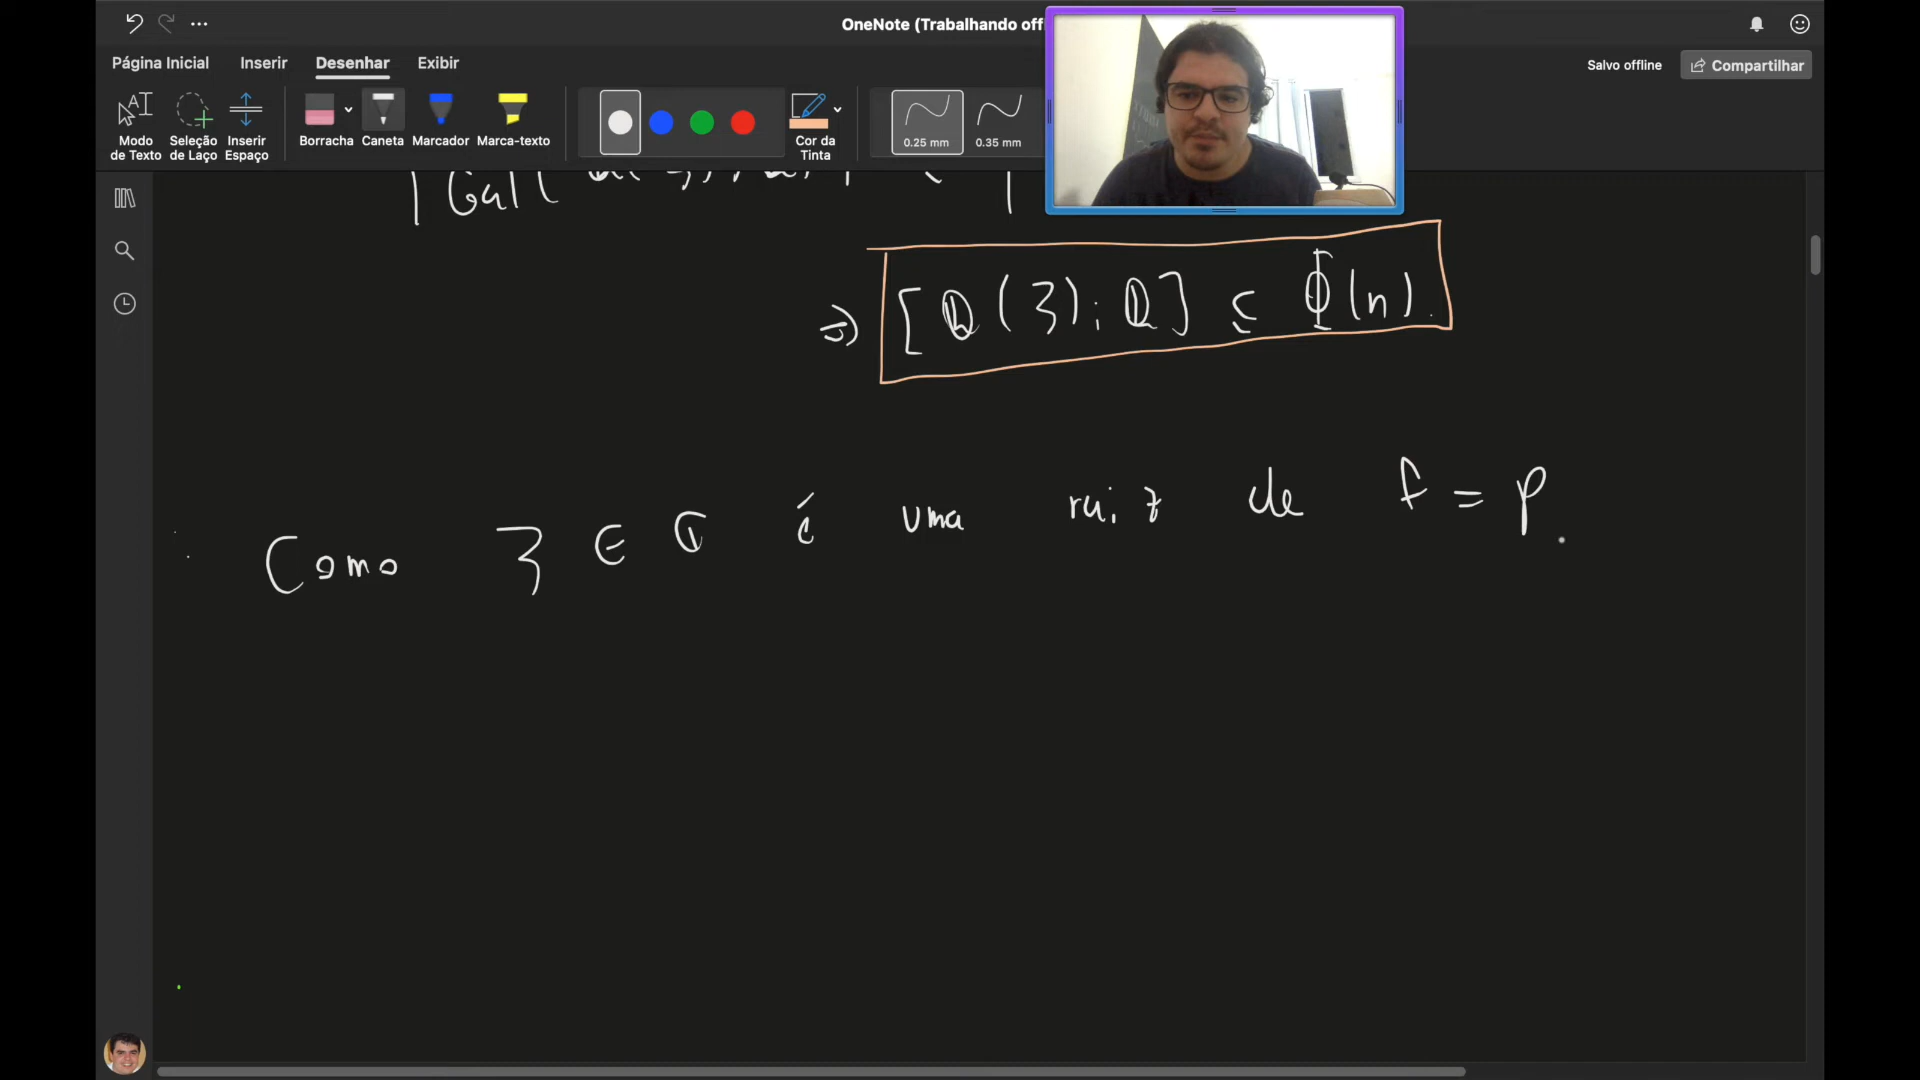 OneNote (Trabalhando off
Página Inicial Inserir Desenhar Exibir
Salvo offline Compartilhar
Modo de Texto Seleção de Laço Inserir Espaço Borracha Caneta Marcador Marca-texto Cor da Tinta 0.25 mm 0.35 mm
⇒ [ℚ(ζ):ℚ] ≤ Φ(n).
Como ζ ∈ ℂ é uma raiz de f = p